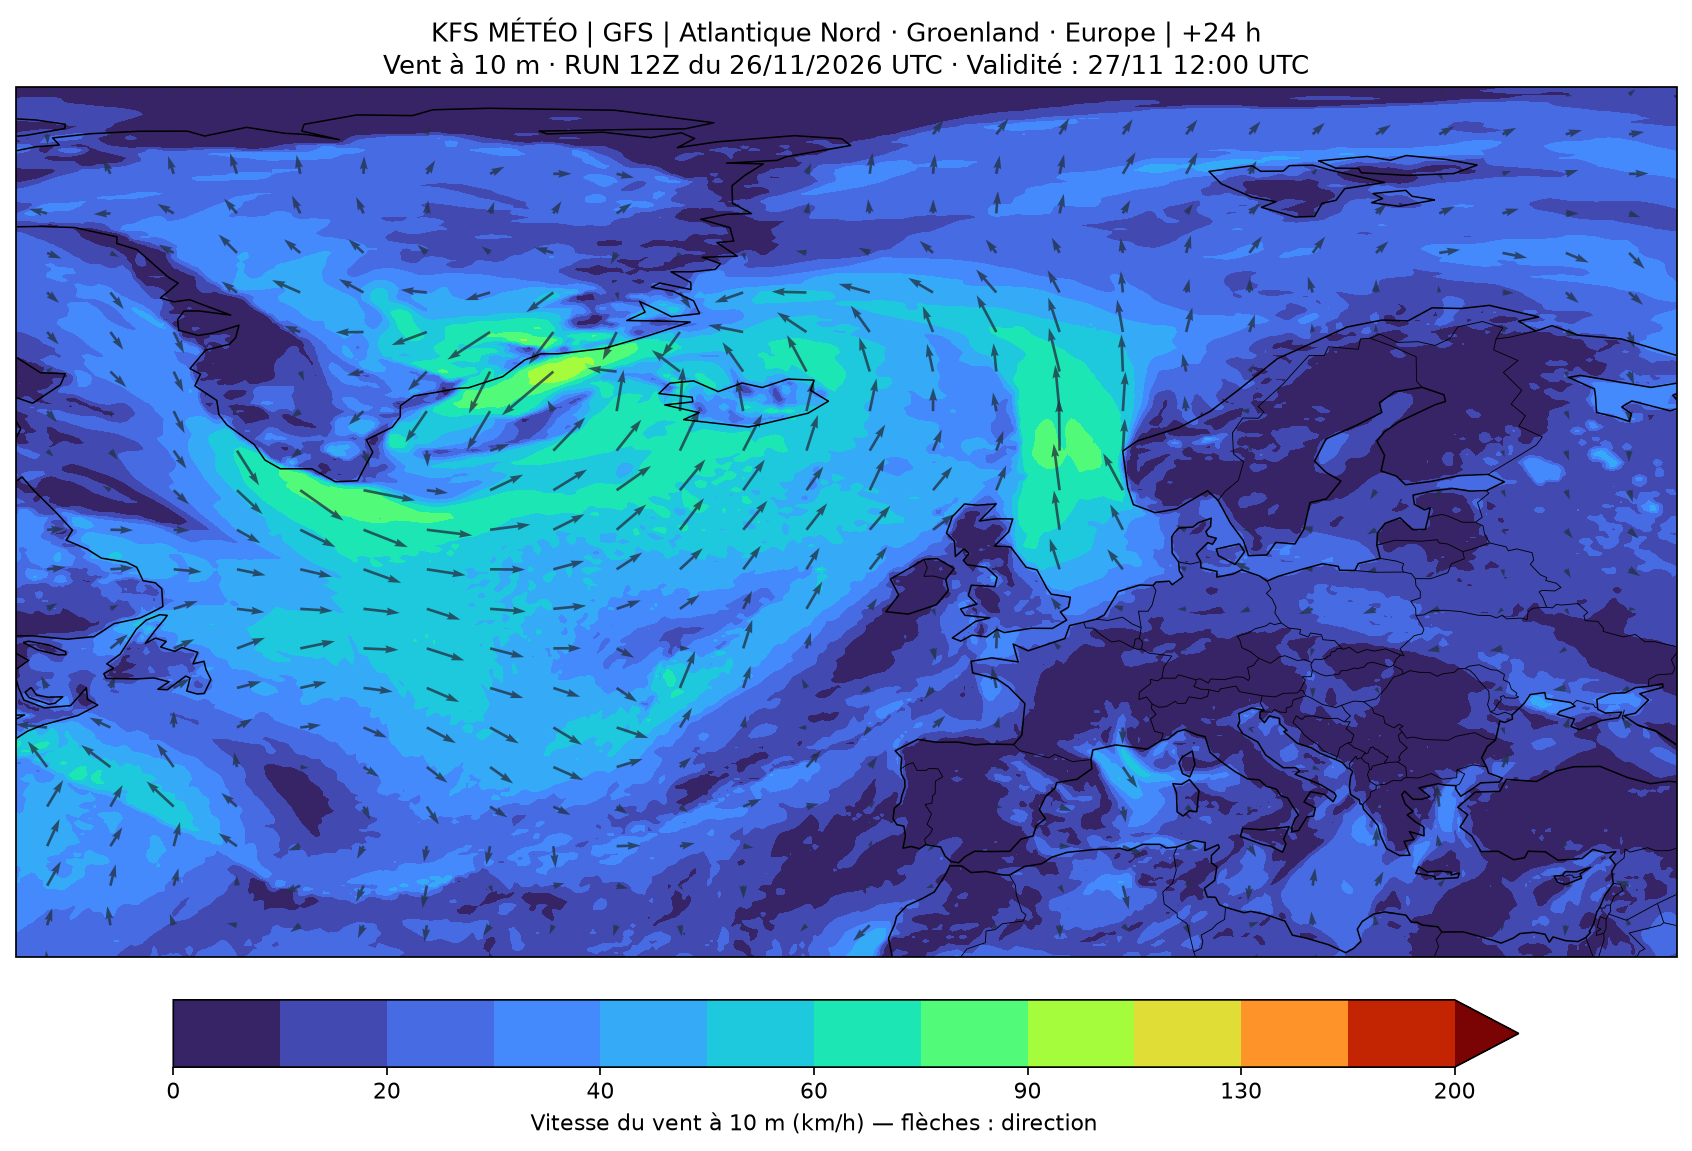 KFS MÉTÉO | GFS | Atlantique Nord · Groenland · Europe | +24 h
Vent à 10 m · RUN 12Z du 26/11/2026 UTC · Validité : 27/11 12:00 UTC
0 20 40 60 90 130 200
Vitesse du vent à 10 m (km/h) — flèches : direction